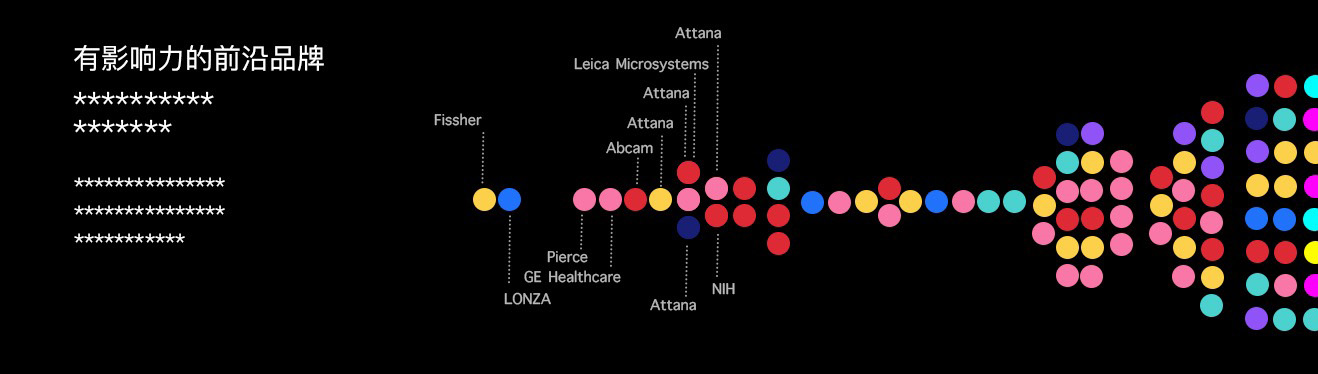 有影响力的前沿品牌
**********
*******
***************
***************
***********
Attana
Leica Microsystems
Attana
Fissher
Attana
Abcam
Pierce
GE Healthcare
LONZA
NIH
Attana